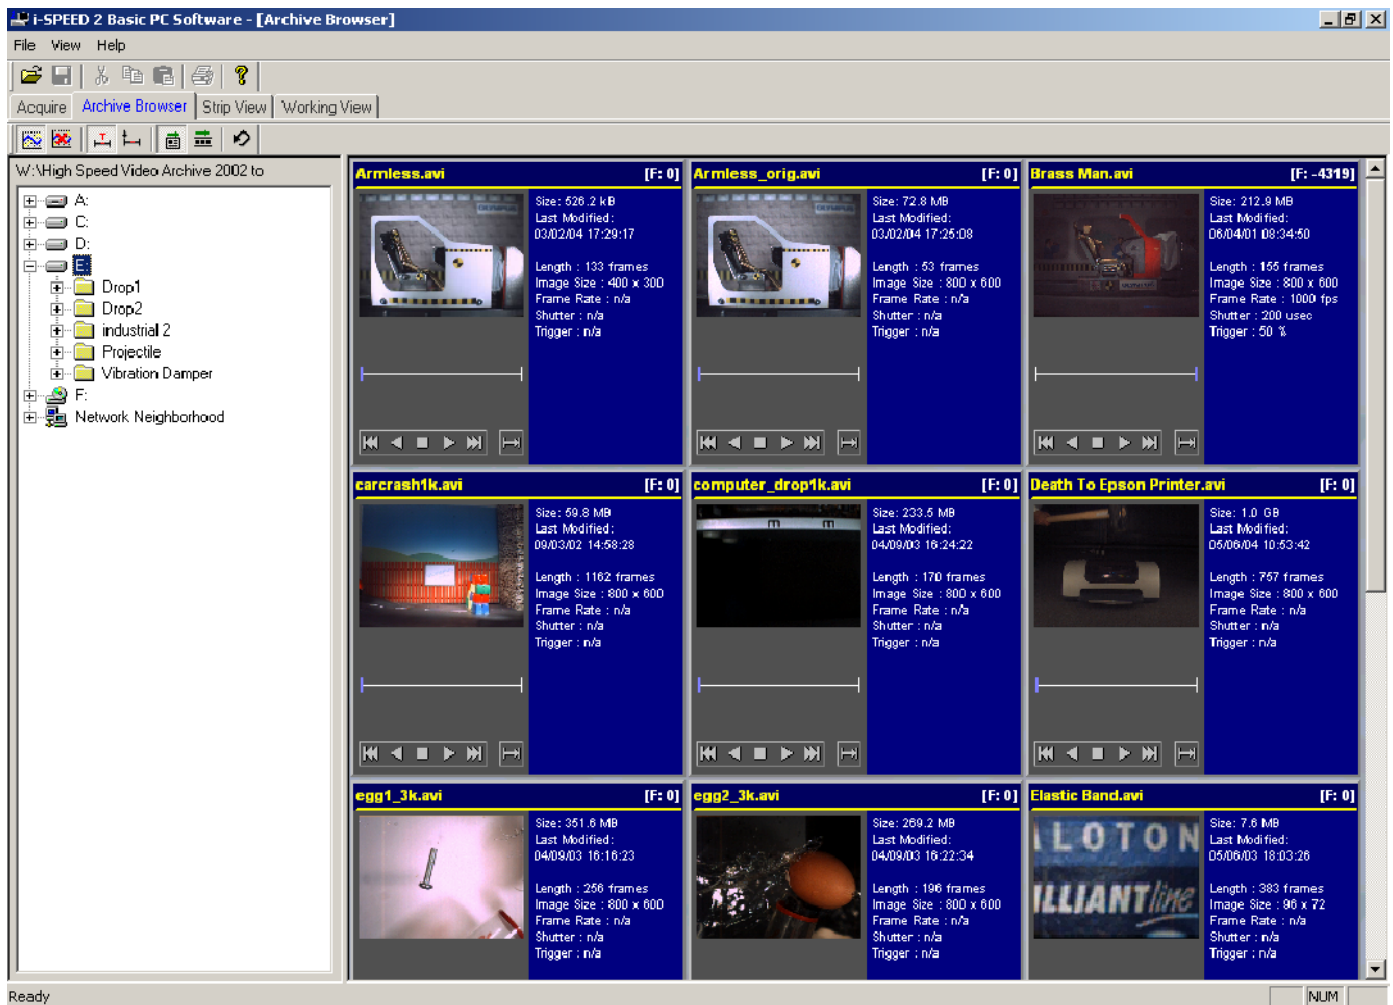 i-SPEED 2 Basic PC Software - [Archive Browser]
File View Help
Acquire Archive Browser Strip View Working View
W:\High Speed Video Archive 2002 to
A:
C:
D:
E:
Drop1
Drop2
industrial 2
Projectile
Vibration Damper
F:
Network Neighborhood
Armless.avi [F: 0]
Size: 526.2 kB
Last Modified:
03/02/04 17:29:17
Length : 133 frames
Image Size : 400 x 300
Frame Rate : n/a
Shutter : n/a
Trigger : n/a
Armless_orig.avi [F: 0]
Size: 72.8 MB
Last Modified:
03/02/04 17:25:08
Length : 53 frames
Image Size : 800 x 600
Frame Rate : n/a
Shutter : n/a
Trigger : n/a
Brass Man.avi [F: -4319]
Size: 212.9 MB
Last Modified:
06/04/01 08:34:50
Length : 155 frames
Image Size : 800 x 600
Frame Rate : 1000 fps
Shutter : 200 usec
Trigger : 50 %
carcrash1k.avi [F: 0]
Size: 59.8 MB
Last Modified:
09/03/02 14:58:28
Length : 1162 frames
Image Size : 800 x 600
Frame Rate : n/a
Shutter : n/a
Trigger : n/a
computer_drop1k.avi [F: 0]
Size: 233.5 MB
Last Modified:
04/09/03 16:24:22
Length : 170 frames
Image Size : 800 x 600
Frame Rate : n/a
Shutter : n/a
Trigger : n/a
Death To Epson Printer.avi [F: 0]
Size: 1.0 GB
Last Modified:
05/06/04 10:53:42
Length : 757 frames
Image Size : 800 x 600
Frame Rate : n/a
Shutter : n/a
Trigger : n/a
egg1_3k.avi [F: 0]
Size: 351.6 MB
Last Modified:
04/09/03 16:16:23
Length : 256 frames
Image Size : 800 x 600
Frame Rate : n/a
Shutter : n/a
Trigger : n/a
egg2_3k.avi [F: 0]
Size: 269.2 MB
Last Modified:
04/09/03 16:22:34
Length : 196 frames
Image Size : 800 x 600
Frame Rate : n/a
Shutter : n/a
Trigger : n/a
Elastic Band.avi [F: 0]
LOTON
ILLIANTline
Size: 7.6 MB
Last Modified:
05/06/03 18:03:26
Length : 383 frames
Image Size : 96 x 72
Frame Rate : n/a
Shutter : n/a
Trigger : n/a
Ready NUM